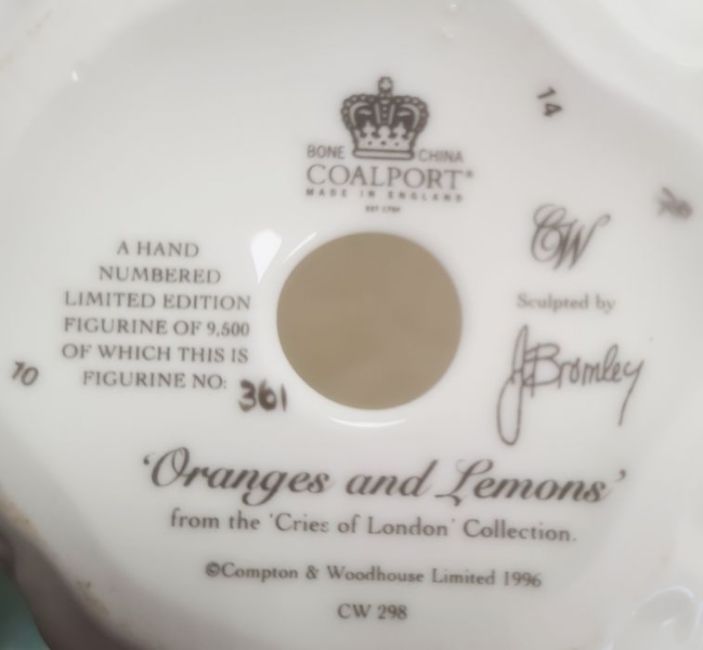 BONE CHINA
COALPORT®
MADE IN ENGLAND
14
CW
Sculpted by
J Bromley
A HAND
NUMBERED
LIMITED EDITION
FIGURINE OF 9,500
OF WHICH THIS IS
FIGURINE NO: 361
10
'Oranges and Lemons'
from the 'Cries of London' Collection.
©Compton & Woodhouse Limited 1996
CW 298